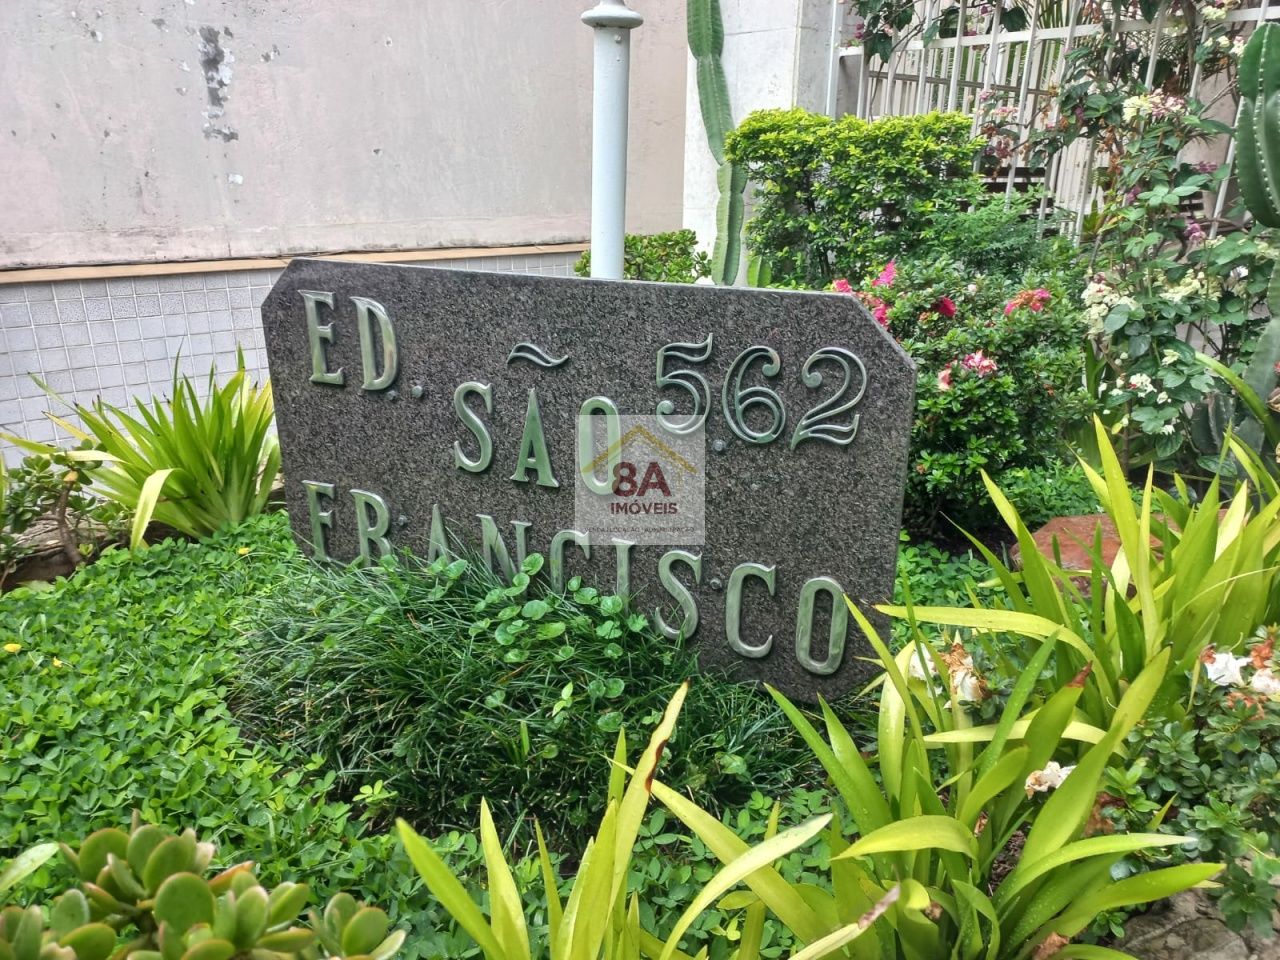 ED. SÃO 562
FRANCISCO
8A
IMÓVEIS